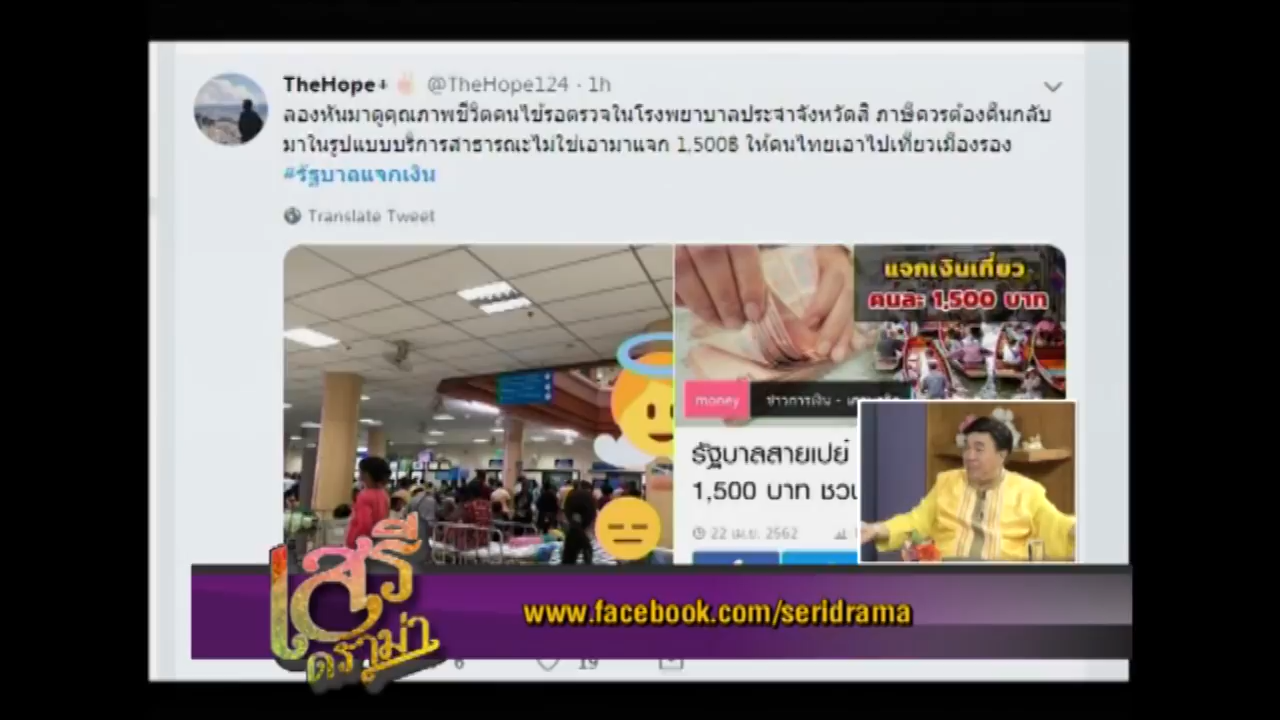 TheHope @TheHope124 · 1h
ลองหันมาดูคุณภาพชีวิตคนไข้รอตรวจในโรงพยาบาลประจำจังหวัดสิ ภาษีควรต้องคืนกลับ
มาในรูปแบบบริการสาธารณะไม่ใช่เอามาแจก 1,500฿ ให้คนไทยเอาไปเที่ยวเมืองรอง
#รัฐบาลแจกเงิน
Translate Tweet
แจกเงินเที่ยว
คนละ 1,500 บาท
money ข่าวการเงิน -
รัฐบาลสายเปย์
1,500 บาท
22 เม.ย. 2562
เสรี
ดราม่า
www.facebook.com/seridrama
6 19